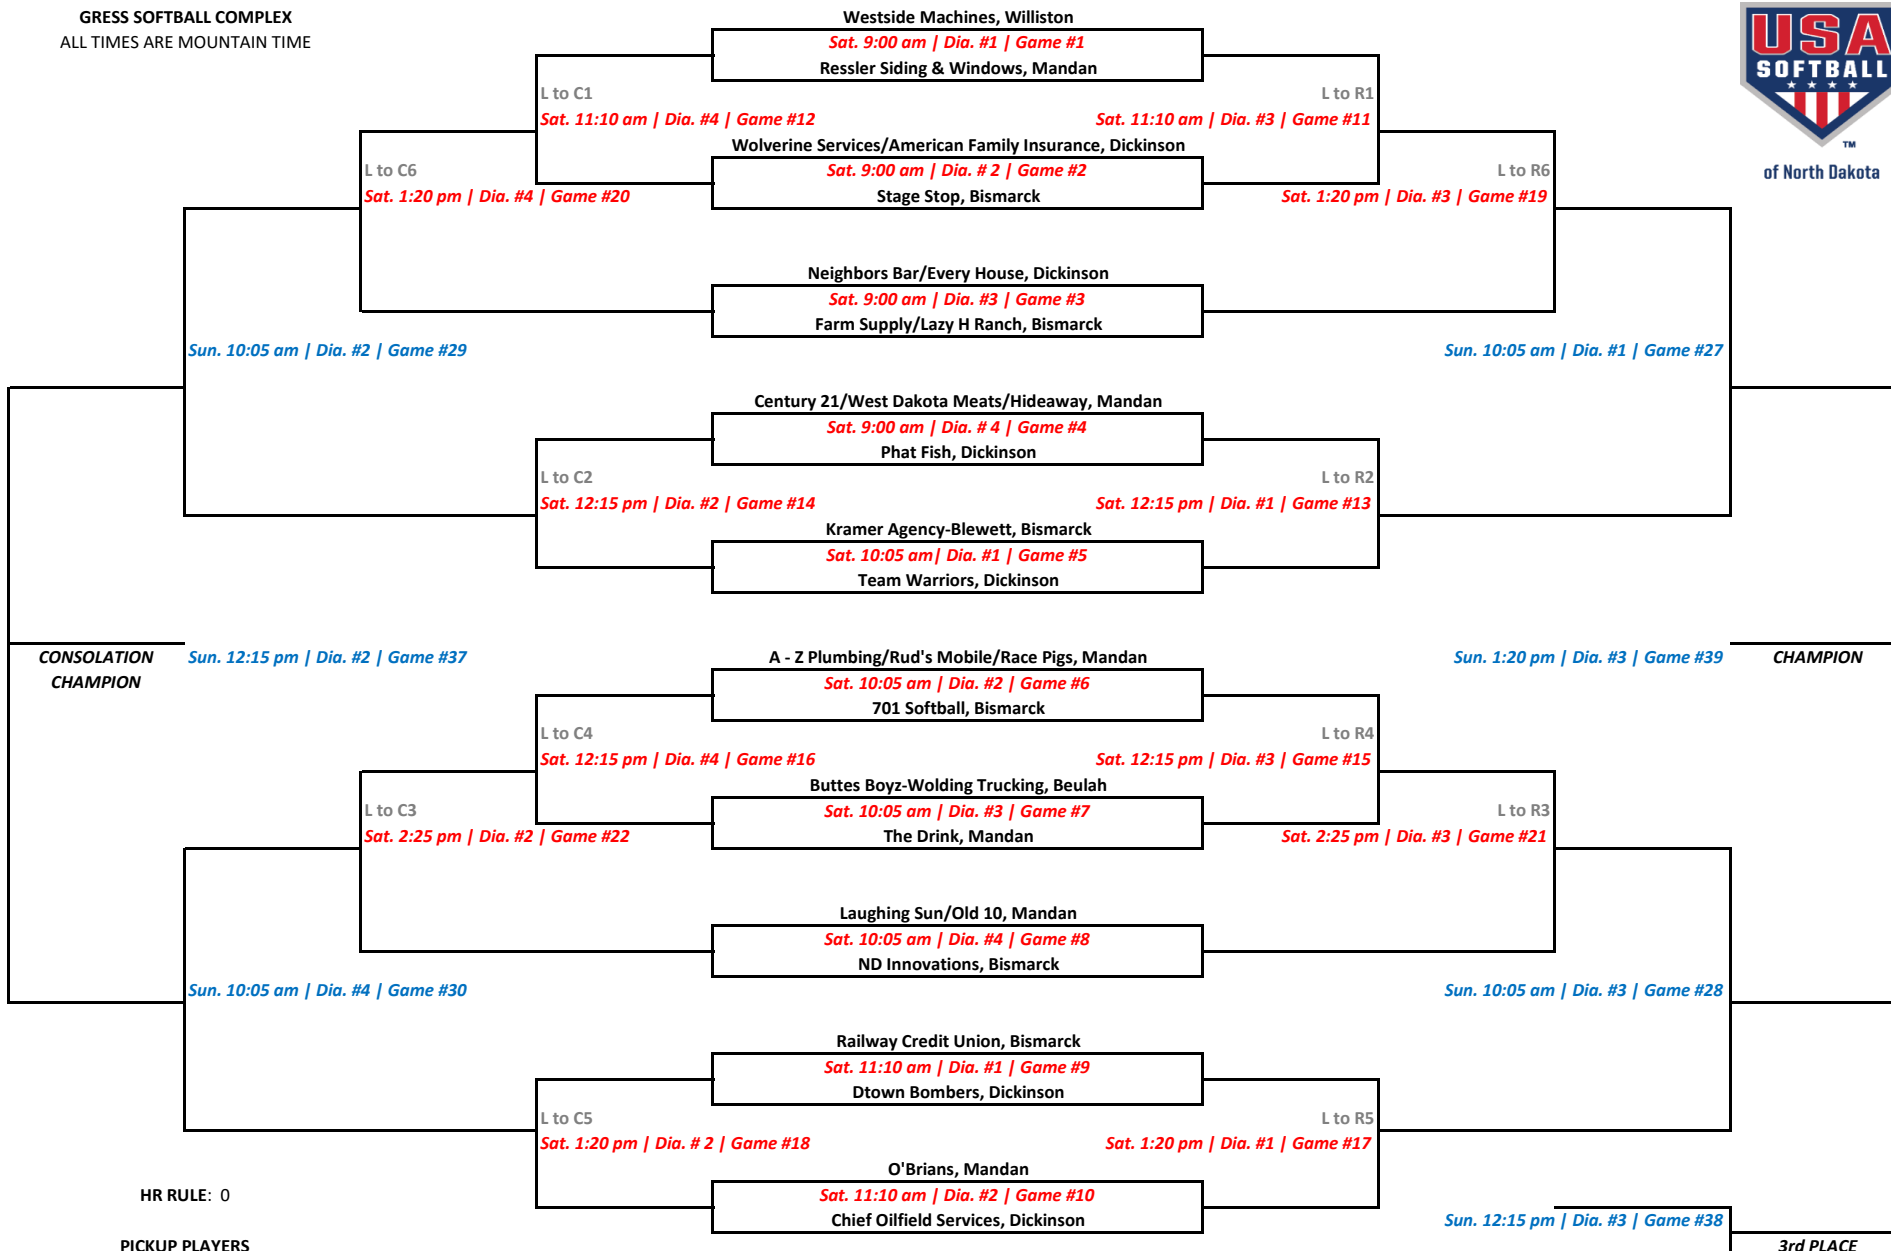 GRESS SOFTBALL COMPLEX
ALL TIMES ARE MOUNTAIN TIME
USA
SOFTBALL
TM
of North Dakota
Westside Machines, Williston
Sat. 9:00 am | Dia. #1 | Game #1
Ressler Siding & Windows, Mandan
L to C1
L to R1
Sat. 11:10 am | Dia. #4 | Game #12
Sat. 11:10 am | Dia. #3 | Game #11
Wolverine Services/American Family Insurance, Dickinson
L to C6
Sat. 9:00 am | Dia. # 2 | Game #2
L to R6
Sat. 1:20 pm | Dia. #4 | Game #20
Stage Stop, Bismarck
Sat. 1:20 pm | Dia. #3 | Game #19
Neighbors Bar/Every House, Dickinson
Sat. 9:00 am | Dia. #3 | Game #3
Farm Supply/Lazy H Ranch, Bismarck
Sun. 10:05 am | Dia. #2 | Game #29
Sun. 10:05 am | Dia. #1 | Game #27
Century 21/West Dakota Meats/Hideaway, Mandan
Sat. 9:00 am | Dia. # 4 | Game #4
Phat Fish, Dickinson
L to C2
L to R2
Sat. 12:15 pm | Dia. #2 | Game #14
Sat. 12:15 pm | Dia. #1 | Game #13
Kramer Agency-Blewett, Bismarck
Sat. 10:05 am| Dia. #1 | Game #5
Team Warriors, Dickinson
CONSOLATION
CHAMPION
Sun. 12:15 pm | Dia. #2 | Game #37
A - Z Plumbing/Rud's Mobile/Race Pigs, Mandan
Sun. 1:20 pm | Dia. #3 | Game #39
CHAMPION
Sat. 10:05 am | Dia. #2 | Game #6
701 Softball, Bismarck
L to C4
L to R4
Sat. 12:15 pm | Dia. #4 | Game #16
Sat. 12:15 pm | Dia. #3 | Game #15
Buttes Boyz-Wolding Trucking, Beulah
L to C3
Sat. 10:05 am | Dia. #3 | Game #7
L to R3
Sat. 2:25 pm | Dia. #2 | Game #22
The Drink, Mandan
Sat. 2:25 pm | Dia. #3 | Game #21
Laughing Sun/Old 10, Mandan
Sat. 10:05 am | Dia. #4 | Game #8
ND Innovations, Bismarck
Sun. 10:05 am | Dia. #4 | Game #30
Sun. 10:05 am | Dia. #3 | Game #28
Railway Credit Union, Bismarck
Sat. 11:10 am | Dia. #1 | Game #9
Dtown Bombers, Dickinson
L to C5
L to R5
Sat. 1:20 pm | Dia. # 2 | Game #18
Sat. 1:20 pm | Dia. #1 | Game #17
O'Brians, Mandan
HR RULE: 0
Sat. 11:10 am | Dia. #2 | Game #10
Chief Oilfield Services, Dickinson
Sun. 12:15 pm | Dia. #3 | Game #38
PICKUP PLAYERS
3rd PLACE